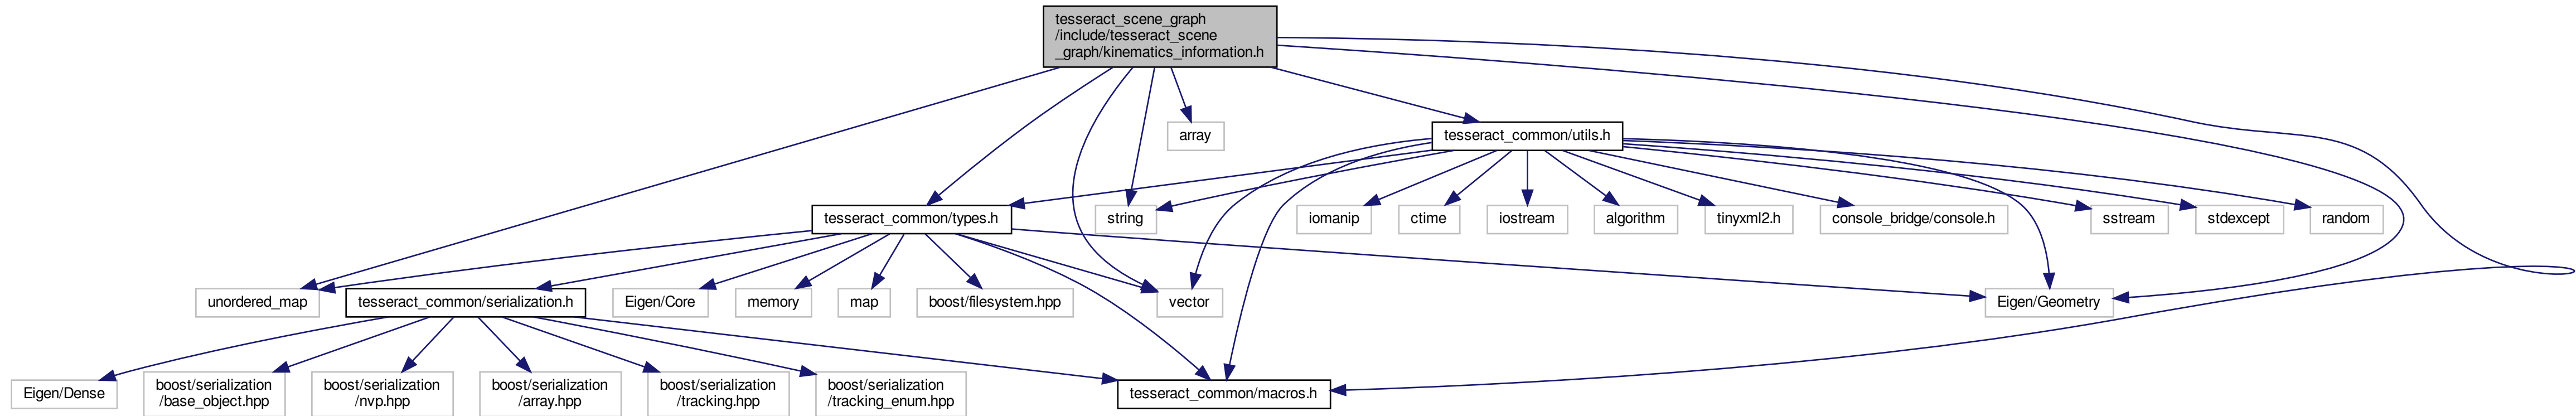 tesseract_scene_graph
/include/tesseract_scene
_graph/kinematics_information.h
array
tesseract_common/utils.h
tesseract_common/types.h
string
iomanip
ctime
iostream
algorithm
tinyxml2.h
console_bridge/console.h
sstream
stdexcept
random
unordered_map
tesseract_common/serialization.h
Eigen/Core
memory
map
boost/filesystem.hpp
vector
Eigen/Geometry
Eigen/Dense
boost/serialization
/base_object.hpp
boost/serialization
/nvp.hpp
boost/serialization
/array.hpp
boost/serialization
/tracking.hpp
boost/serialization
/tracking_enum.hpp
tesseract_common/macros.h